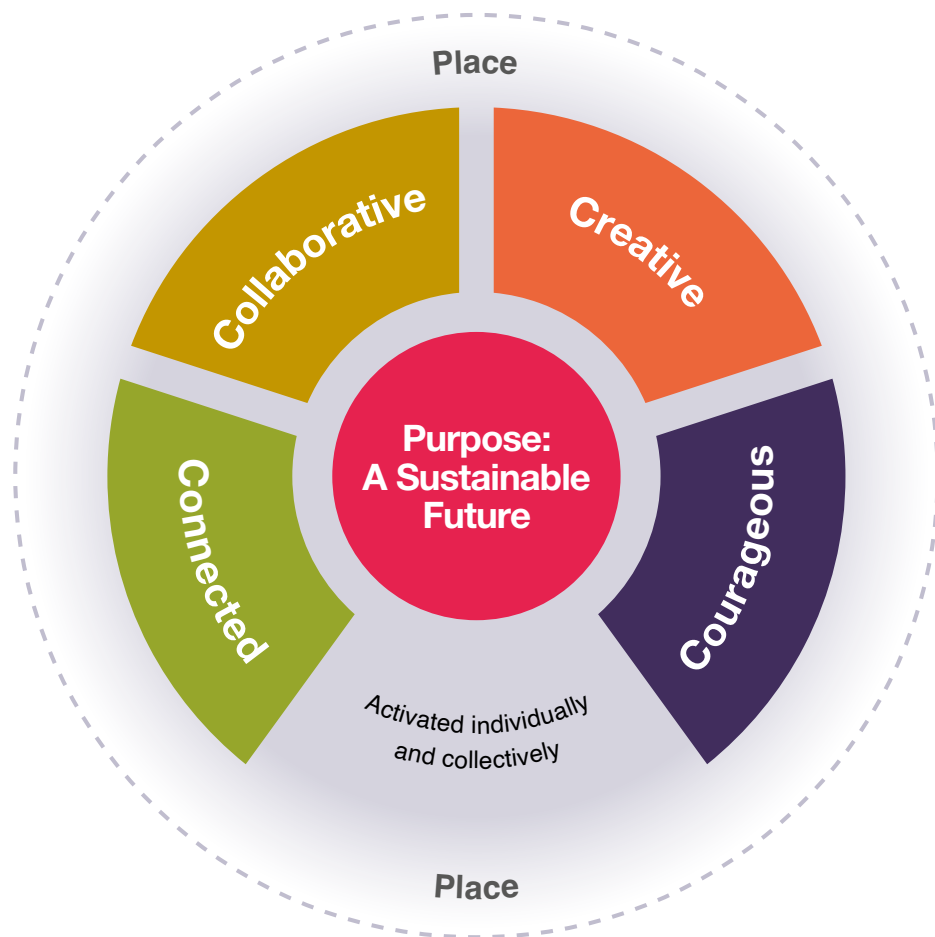 Place
Collaborative
Creative
Connected
Purpose:
A Sustainable
Future
Courageous
Activated individually
and collectively
Place